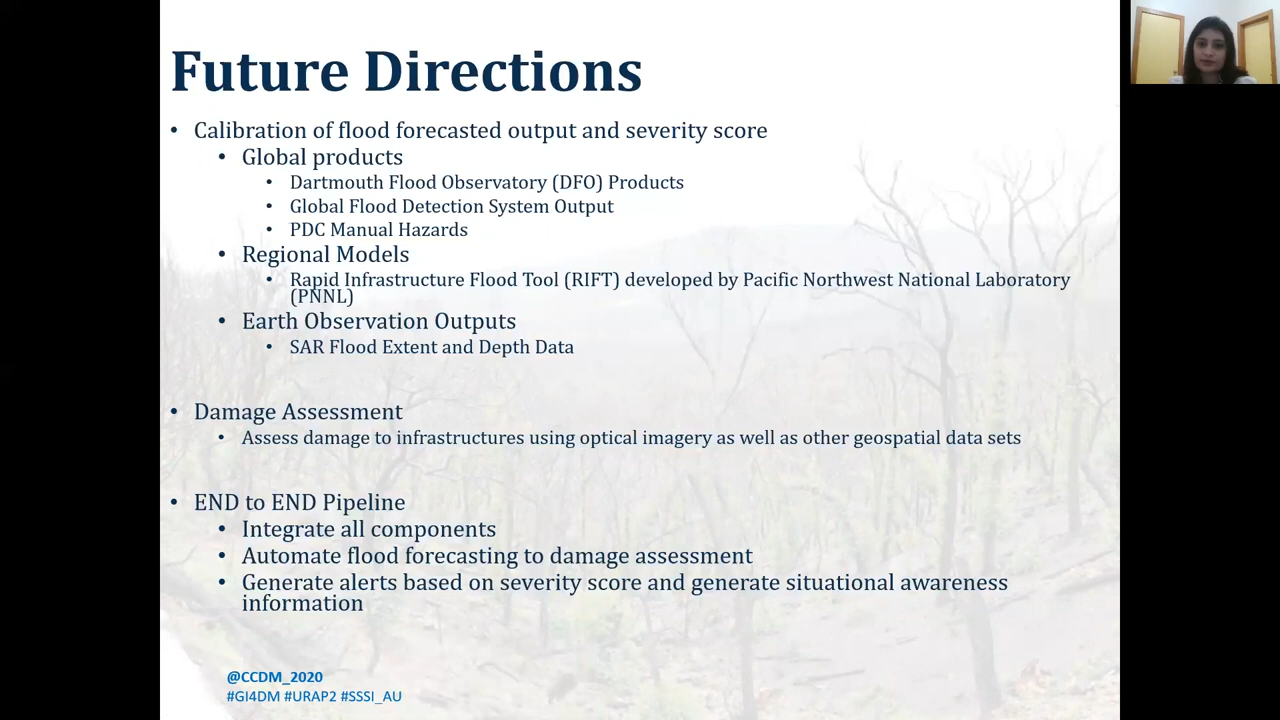 Future Directions
• Calibration of flood forecasted output and severity score
• Global products
• Dartmouth Flood Observatory (DFO) Products
• Global Flood Detection System Output
• PDC Manual Hazards
• Regional Models
• Rapid Infrastructure Flood Tool (RIFT) developed by Pacific Northwest National Laboratory
(PNNL)
• Earth Observation Outputs
• SAR Flood Extent and Depth Data
• Damage Assessment
• Assess damage to infrastructures using optical imagery as well as other geospatial data sets
• END to END Pipeline
• Integrate all components
• Automate flood forecasting to damage assessment
• Generate alerts based on severity score and generate situational awareness
information
@CCDM_2020
#GI4DM #URAP2 #SSSI_AU